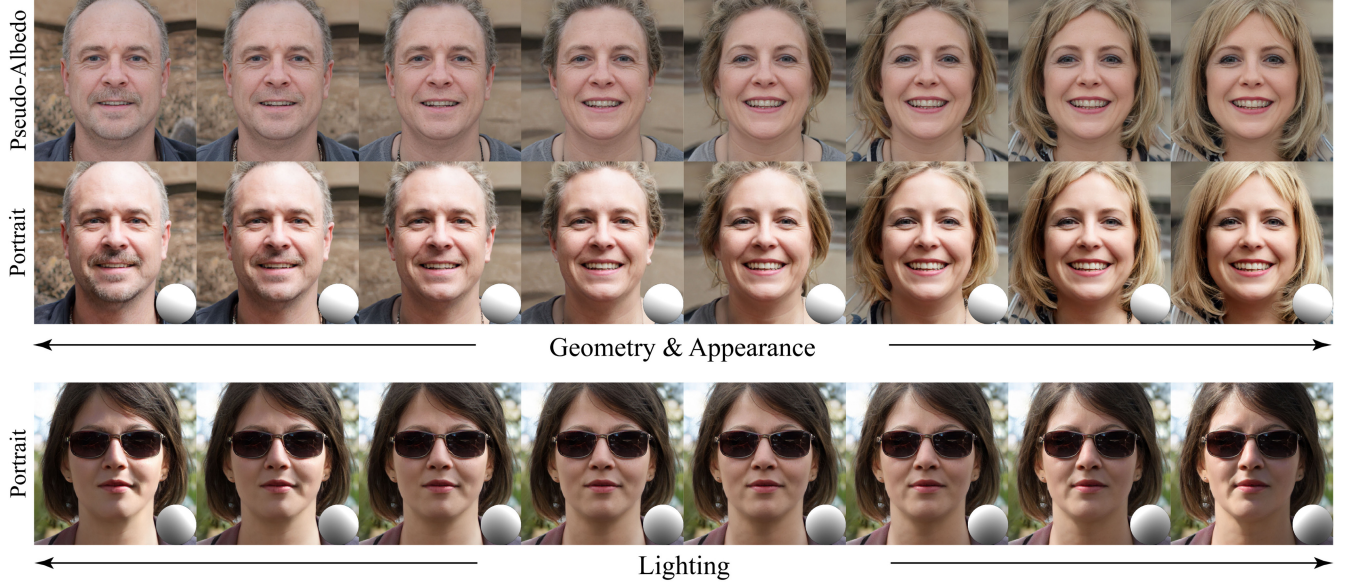 Pseudo-Albedo
Portrait
Geometry & Appearance
Portrait
Lighting